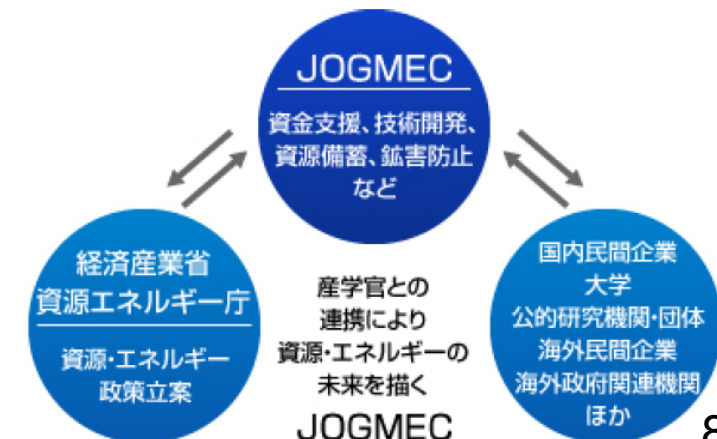 JOGMEC
資金支援、技術開発、
資源備蓄、鉱害防止
など
経済産業省
資源エネルギー庁
資源・エネルギー
政策立案
産学官との
連携により
資源・エネルギーの
未来を描く
JOGMEC
国内民間企業
大学
公的研究機関・団体
海外民間企業
海外政府関連機関
ほか